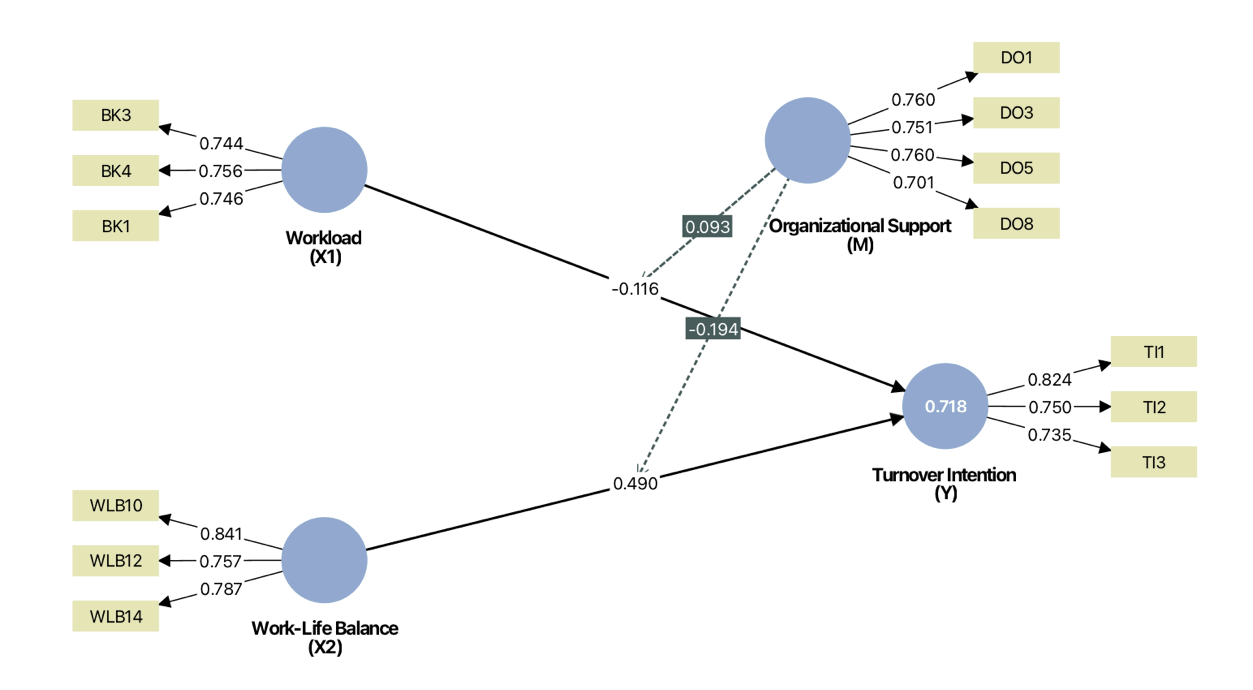 BK3
BK4
BK1
0.744
0.756
0.746
Workload
(X1)
DO1
DO3
DO5
DO8
0.760
0.751
0.760
0.701
Organizational Support
(M)
0.093
-0.116
-0.194
0.490
0.718
Turnover Intention
(Y)
0.824
0.750
0.735
TI1
TI2
TI3
WLB10
WLB12
WLB14
0.841
0.757
0.787
Work-Life Balance
(X2)